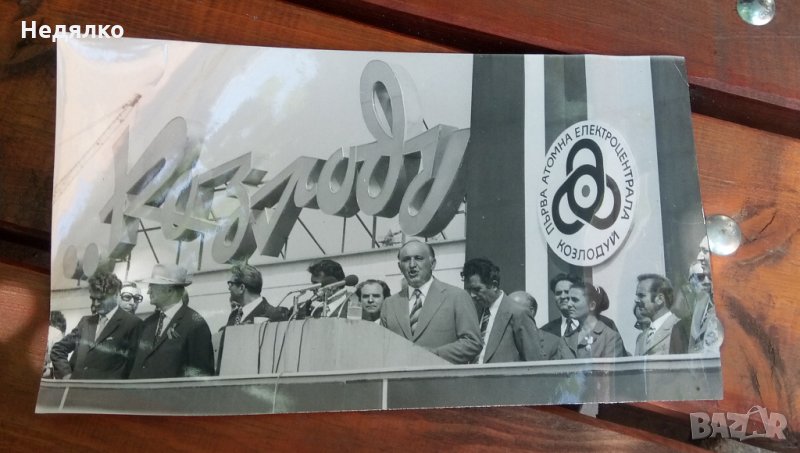 Недялко
„Козлодуй
ПЪРВА АТОМНА ЕЛЕКТРОЦЕНТРАЛА
КОЗЛОДУЙ
BAZAR